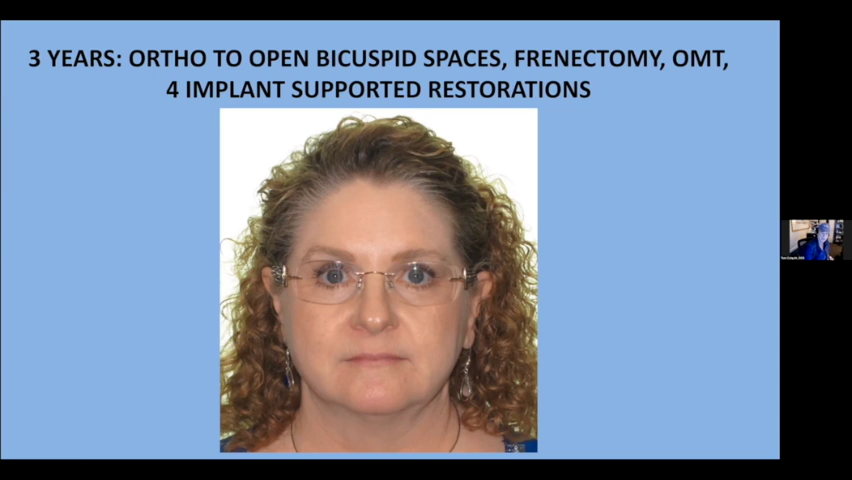 3 YEARS: ORTHO TO OPEN BICUSPID SPACES, FRENECTOMY, OMT,
4 IMPLANT SUPPORTED RESTORATIONS